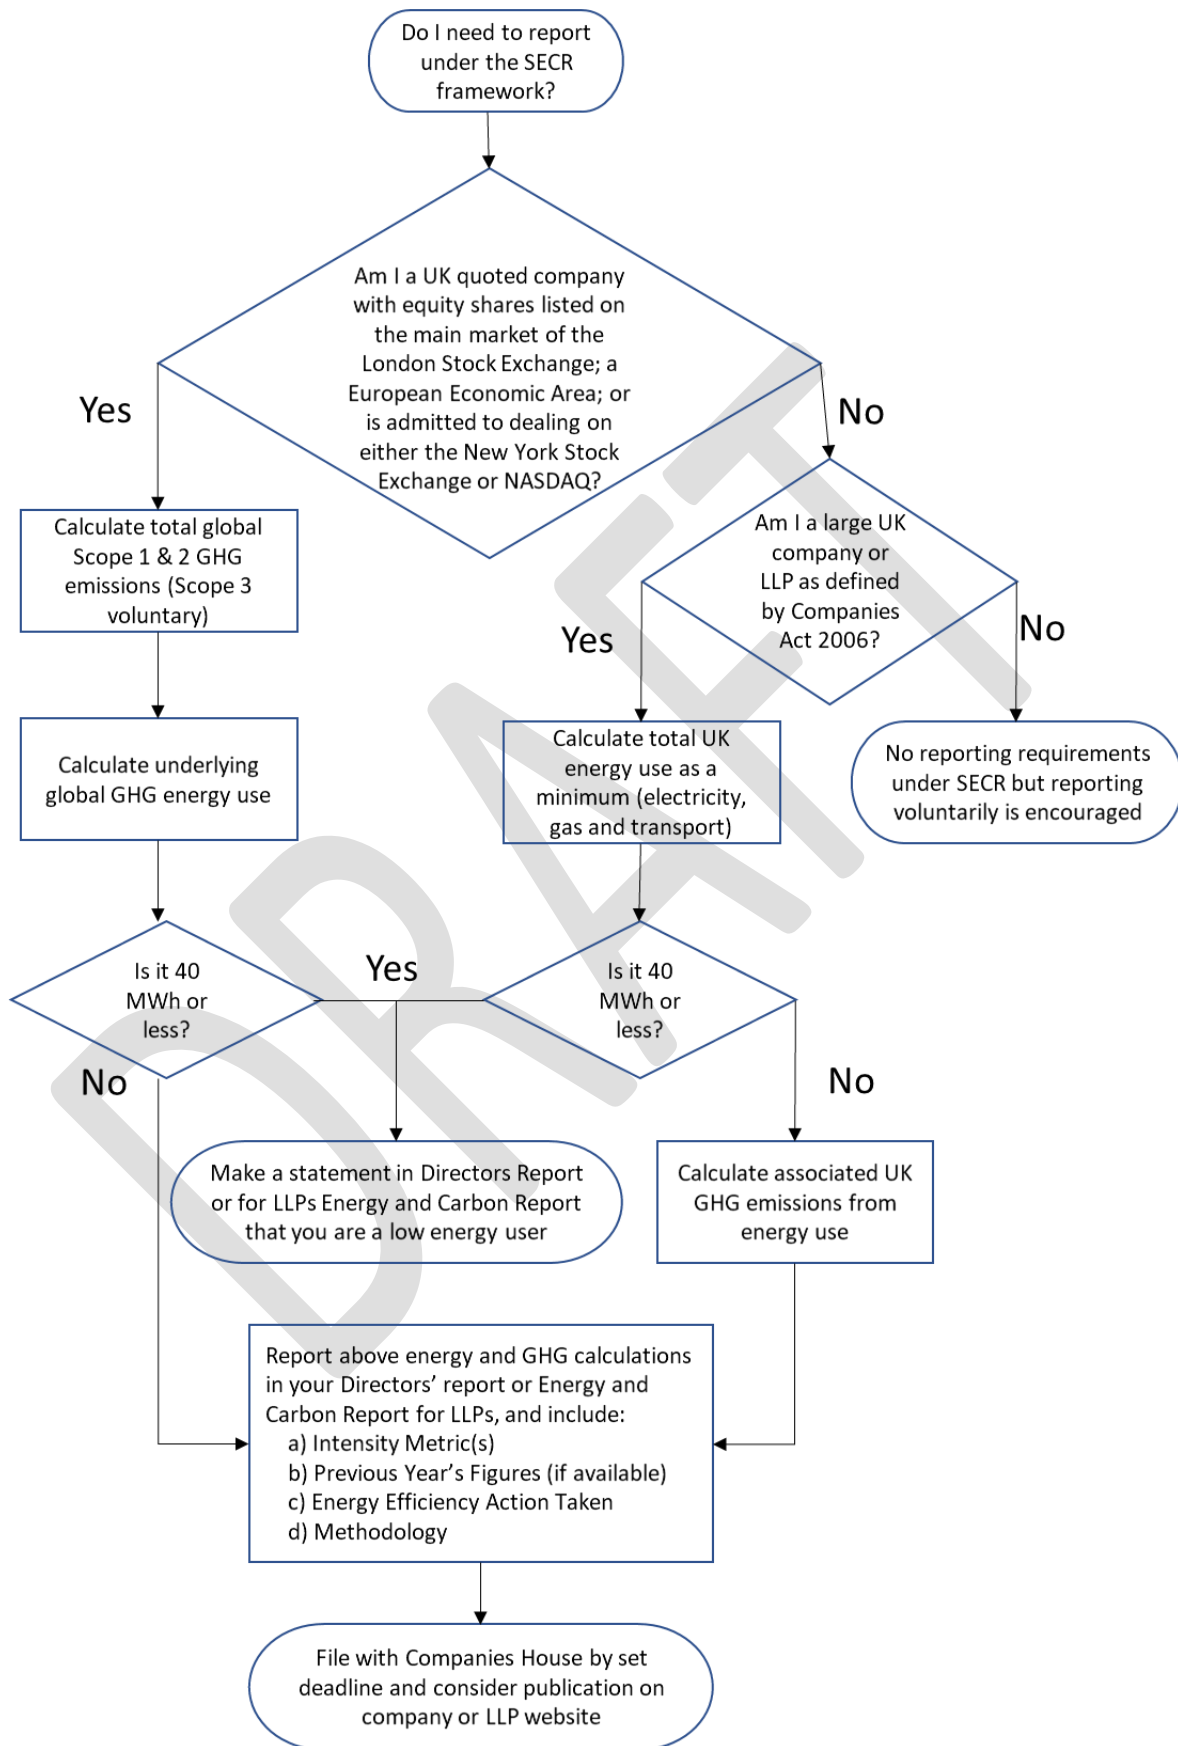 Do I need to report
under the SECR
framework?
Am I a UK quoted company
with equity shares listed on
the main market of the
London Stock Exchange; a
European Economic Area; or
is admitted to dealing on
either the New York Stock
Exchange or NASDAQ?
Yes
No
Calculate total global
Scope 1 & 2 GHG
emissions (Scope 3
voluntary)
Am I a large UK
company or
LLP as defined
by Companies
Act 2006?
Yes
No
Calculate underlying
global GHG energy use
Calculate total UK
energy use as a
minimum (electricity,
gas and transport)
No reporting requirements
under SECR but reporting
voluntarily is encouraged
Is it 40
MWh or
less?
Yes
Is it 40
MWh or
less?
No
No
Make a statement in Directors Report
or for LLPs Energy and Carbon Report
that you are a low energy user
Calculate associated UK
GHG emissions from
energy use
Report above energy and GHG calculations
in your Directors’ report or Energy and
Carbon Report for LLPs, and include:
a) Intensity Metric(s)
b) Previous Year’s Figures (if available)
c) Energy Efficiency Action Taken
d) Methodology
File with Companies House by set
deadline and consider publication on
company or LLP website
DRAFT